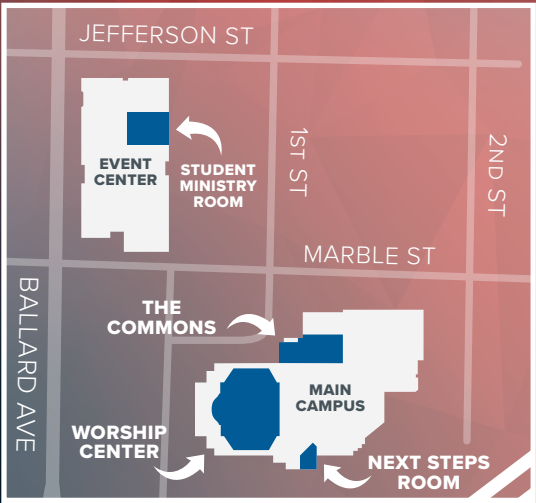 JEFFERSON ST
EVENT
CENTER
STUDENT
MINISTRY
ROOM
1ST ST
2ND ST
MARBLE ST
BALLARD AVE
THE
COMMONS
MAIN
CAMPUS
WORSHIP
CENTER
NEXT STEPS
ROOM